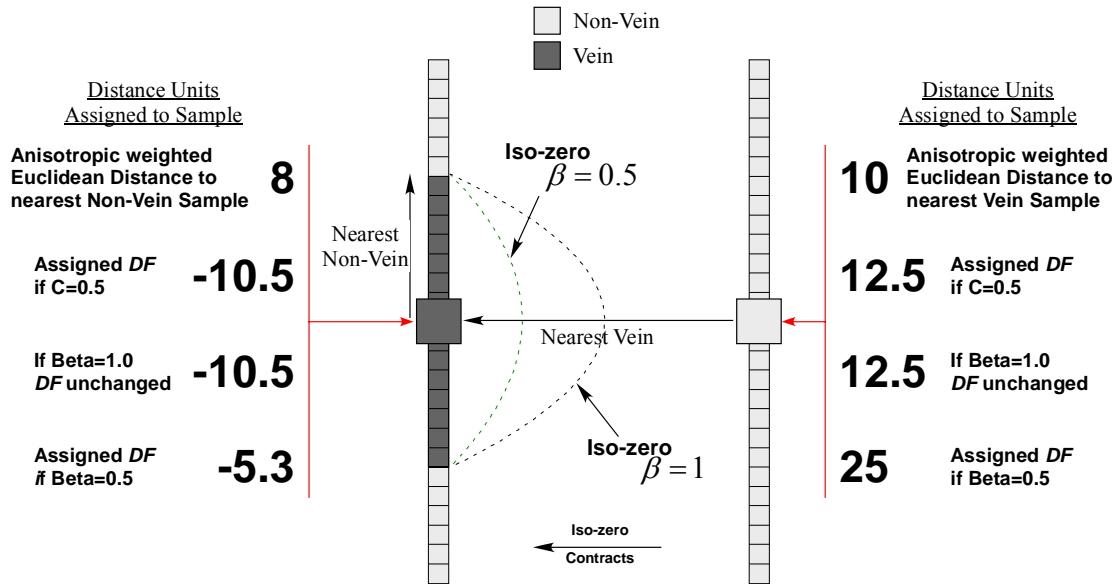 Non-Vein
Vein
Distance Units
Assigned to Sample
Anisotropic weighted
Euclidean Distance to
nearest Non-Vein Sample
8
Assigned DF
if C=0.5
-10.5
If Beta=1.0
DF unchanged
-10.5
Assigned DF
if Beta=0.5
-5.3
Nearest
Non-Vein
Iso-zero
β = 0.5
Nearest Vein
Iso-zero
β = 1
Iso-zero
Contracts
Distance Units
Assigned to Sample
10
Anisotropic weighted
Euclidean Distance to
nearest Vein Sample
12.5
Assigned DF
if C=0.5
12.5
If Beta=1.0
DF unchanged
25
Assigned DF
if Beta=0.5